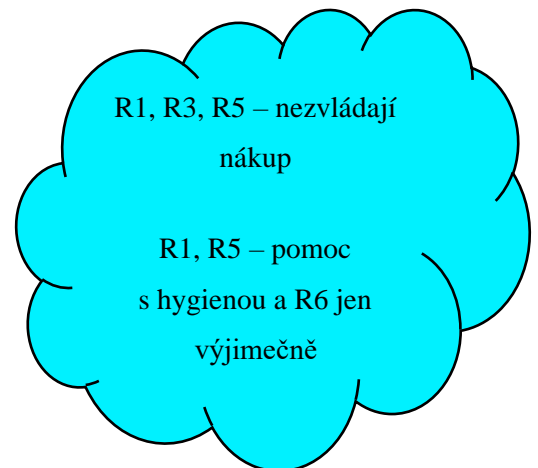 R1, R3, R5 – nezvládají
nákup
R1, R5 – pomoc
s hygienou a R6 jen
výjimečně